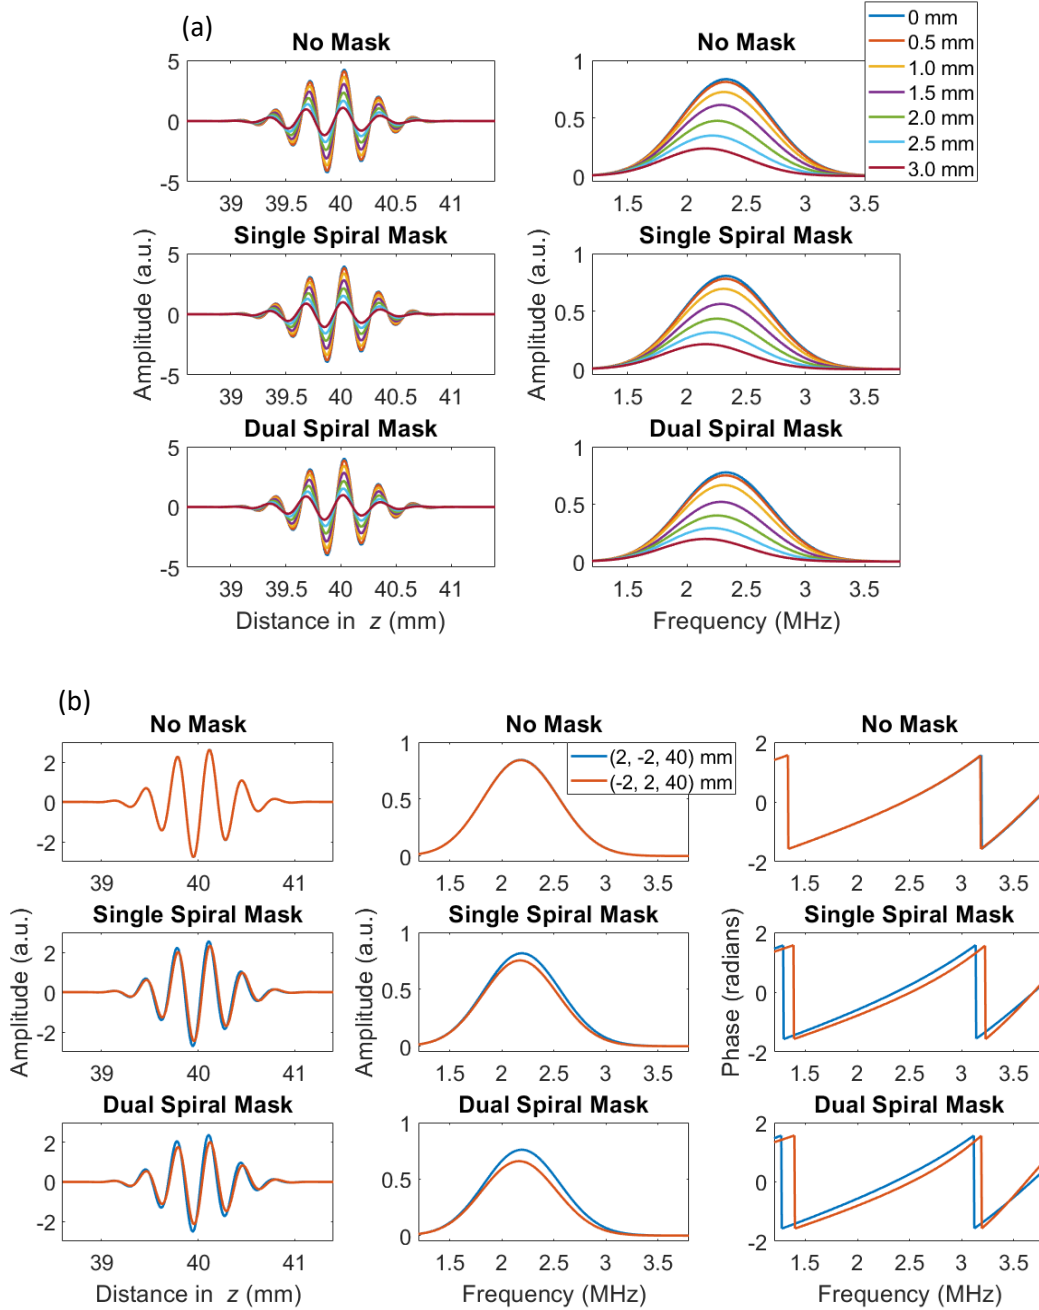 (a)
No Mask
No Mask
0 mm
0.5 mm
1.0 mm
1.5 mm
2.0 mm
2.5 mm
3.0 mm
5
0
-5
39 39.5 40 40.5 41
1
0.5
0
1.5 2 2.5 3 3.5
Single Spiral Mask
Single Spiral Mask
Amplitude (a.u.)
5
0
-5
39 39.5 40 40.5 41
Amplitude (a.u.)
1
0.5
0
1.5 2 2.5 3 3.5
Dual Spiral Mask
Dual Spiral Mask
5
0
-5
39 39.5 40 40.5 41
Distance in z (mm)
1
0.5
0
1.5 2 2.5 3 3.5
Frequency (MHz)
(b)
No Mask
No Mask
No Mask
2
0
-2
39 40 41
1
0.5
0
1.5 2 2.5 3 3.5
(2, -2, 40) mm
(-2, 2, 40) mm
2
0
-2
1.5 2 2.5 3 3.5
Single Spiral Mask
Single Spiral Mask
Single Spiral Mask
Amplitude (a.u.)
2
0
-2
39 40 41
Amplitude (a.u.)
1
0.5
0
1.5 2 2.5 3 3.5
Phase (radians)
2
0
-2
1.5 2 2.5 3 3.5
Dual Spiral Mask
Dual Spiral Mask
Dual Spiral Mask
2
0
-2
39 40 41
Distance in z (mm)
1
0.5
0
1.5 2 2.5 3 3.5
Frequency (MHz)
2
0
-2
1.5 2 2.5 3 3.5
Frequency (MHz)